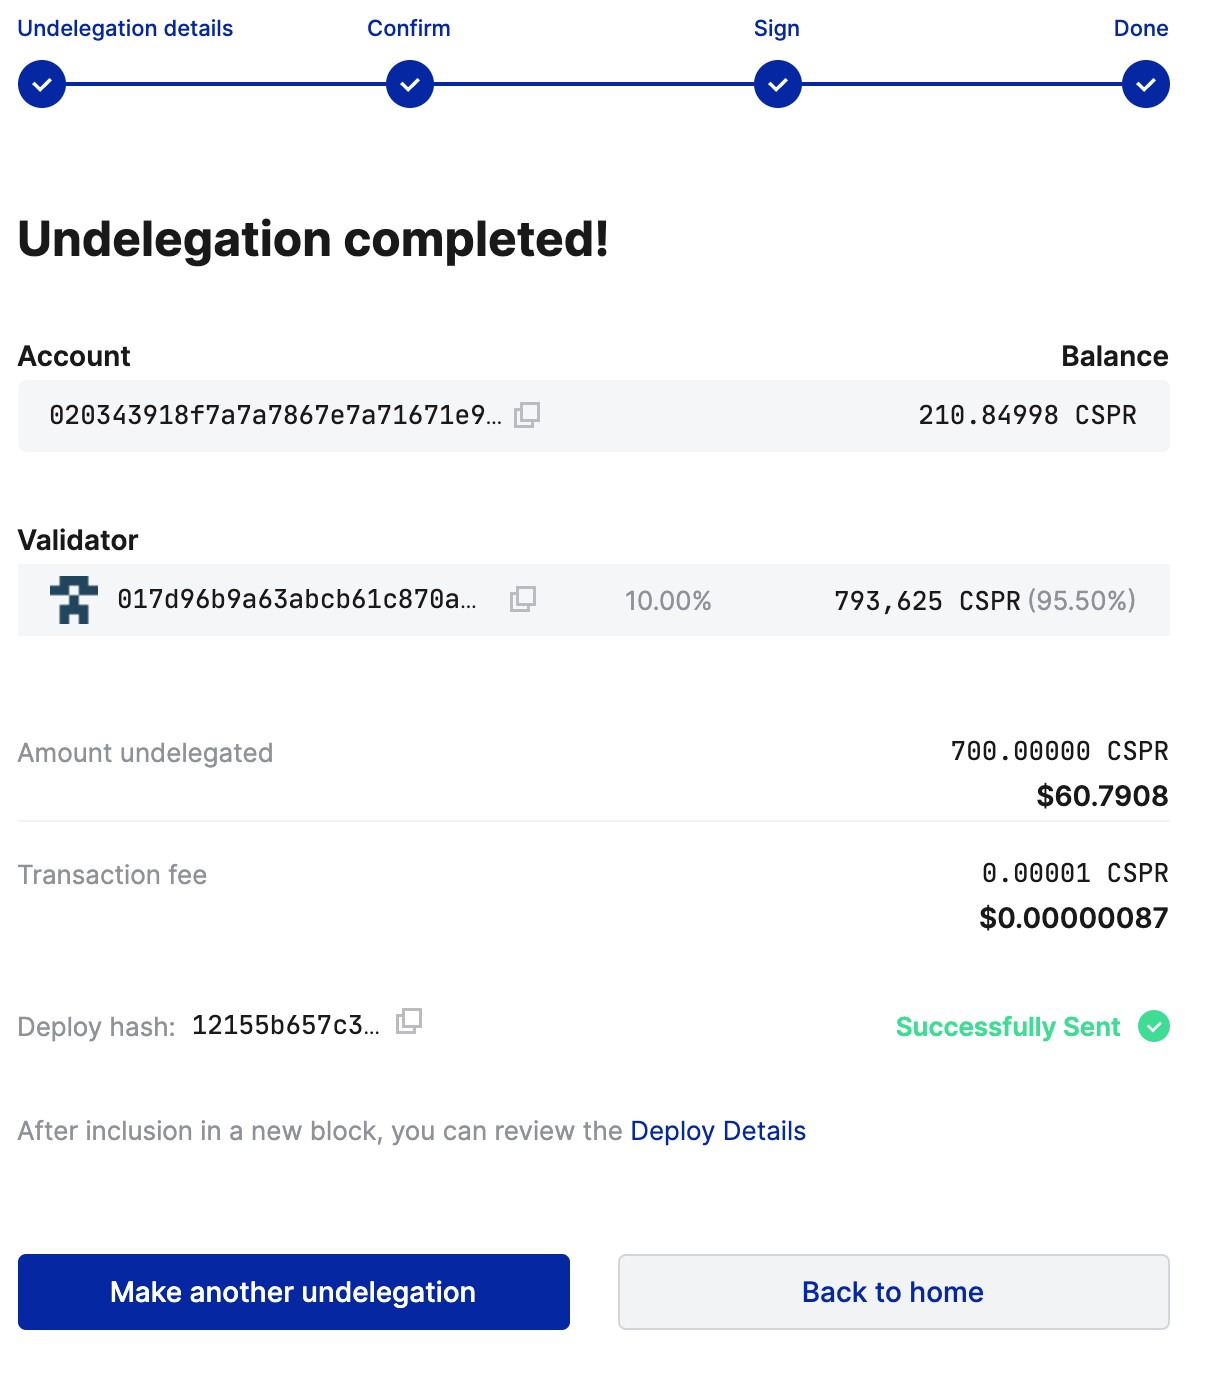 Undelegation details Confirm Sign Done
Undelegation completed!
Account Balance
020343918f7a7a7867e7a71671e9... 210.84998 CSPR
Validator
017d96b9a63abcb61c870a... 10.00% 793,625 CSPR (95.50%)
Amount undelegated 700.00000 CSPR
$60.7908
Transaction fee 0.00001 CSPR
$0.00000087
Deploy hash: 12155b657c3... Successfully Sent
After inclusion in a new block, you can review the Deploy Details
Make another undelegation Back to home